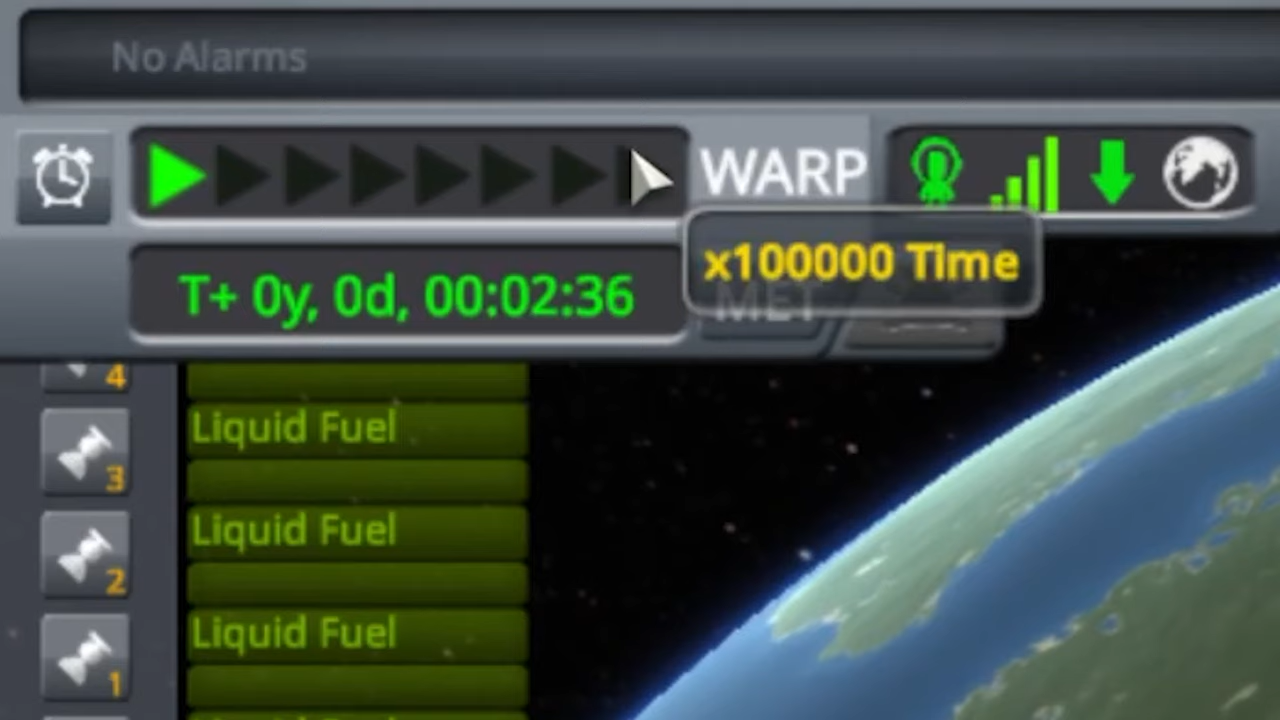 No Alarms
WARP
x100000 Time
T+ 0y, 0d, 00:02:36
MET
4
Liquid Fuel
3
Liquid Fuel
2
Liquid Fuel
1